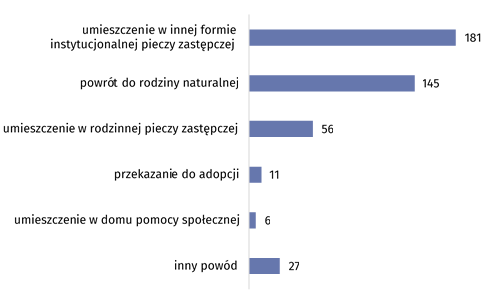 umieszczenie w innej formie
instytucjonalnej pieczy zastępczej 181
powrót do rodziny naturalnej 145
umieszczenie w rodzinnej pieczy zastępczej 56
przekazanie do adopcji 11
umieszczenie w domu pomocy społecznej 6
inny powód 27